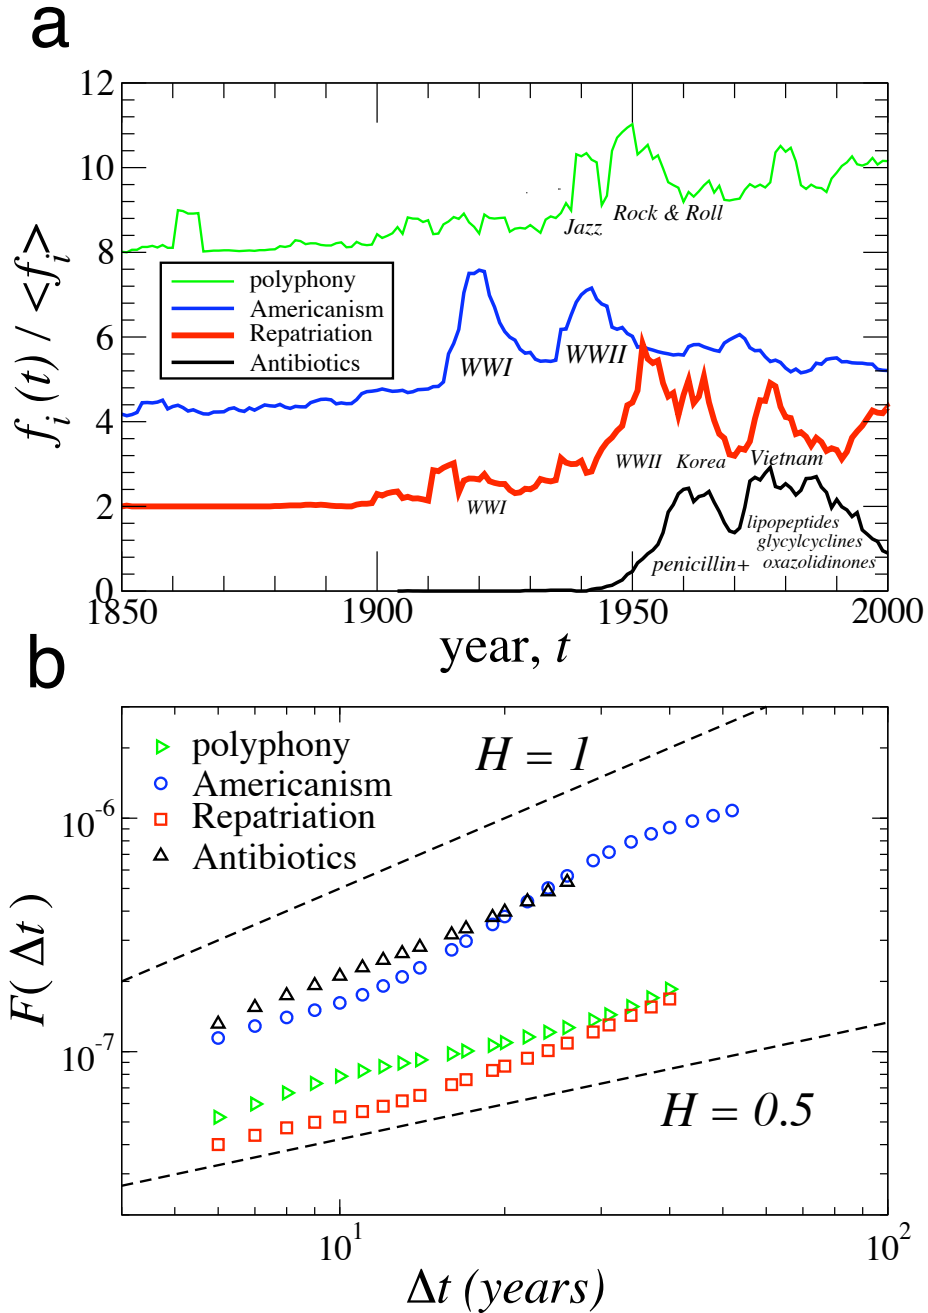 a
12
10
8
6
4
2
0
f_i (t) / <f_i>
polyphony
Americanism
Repatriation
Antibiotics
Jazz
Rock & Roll
WWI
WWII
WWI
WWII
Korea
Vietnam
penicillin+
lipopeptides
glycylcyclines
oxazolidinones
1850
1900
1950
2000
year, t
b
polyphony
Americanism
Repatriation
Antibiotics
H = 1
H = 0.5
10^-6
10^-7
F( Δt )
10^1
10^2
Δt (years)